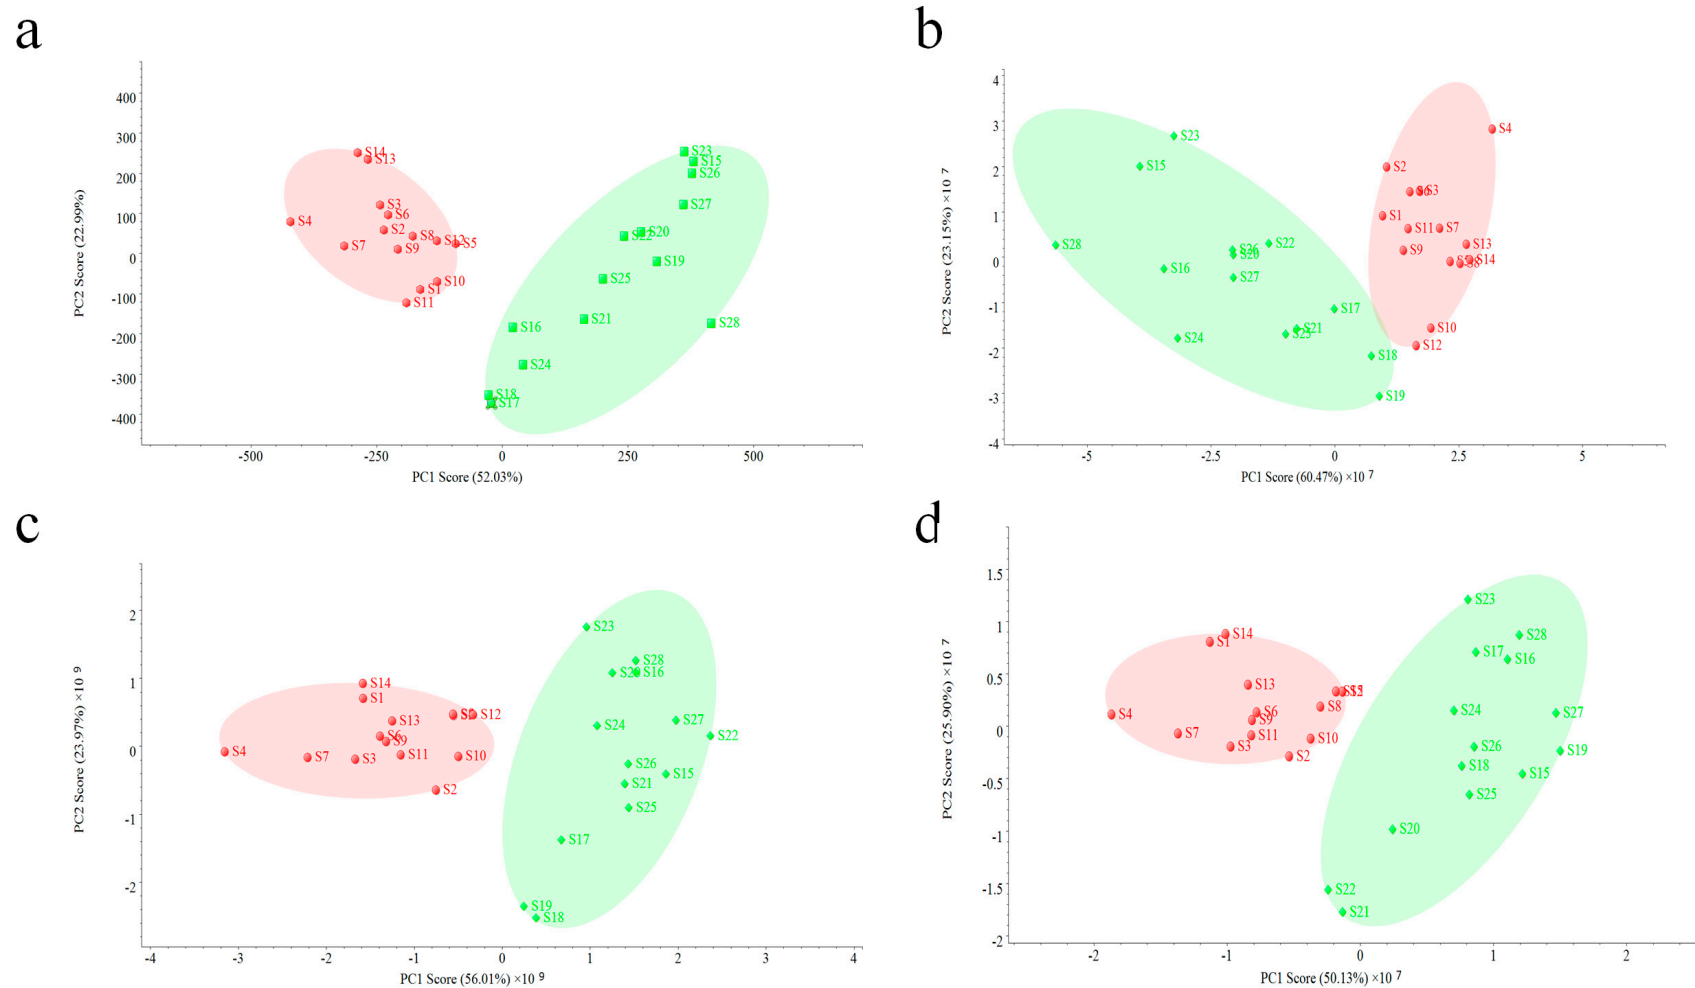 a
400
300
200
100
0
-100
-200
-300
-400
-500
-250
0
250
500
PC2 Score (22.99%)
PC1 Score (52.03%)
S14
S13
S3
S6
S4
S2
S8
S12
S5
S7
S9
S10
S1
S11
S23
S15
S26
S27
S20
S22
S19
S25
S21
S28
S16
S24
S18
S17
b
4
3
2
1
0
-1
-2
-3
-4
-5
-2.5
0
2.5
5
PC2 Score (23.15%) ×10 7
PC1 Score (60.47%) ×10 7
S23
S15
S28
S26
S20
S22
S16
S27
S17
S24
S21
S25
S18
S19
S4
S2
S3
S1
S11
S7
S9
S13
S14
S8
S10
S12
c
2
1
0
-1
-2
-4
-3
-2
-1
0
1
2
3
4
PC2 Score (23.97%) ×10 9
PC1 Score (56.01%) ×10 9
S14
S1
S13
S12
S6
S9
S4
S7
S3
S11
S10
S2
S23
S28
S20
S16
S24
S27
S22
S26
S15
S21
S25
S17
S19
S18
d
1.5
1
0.5
0
-0.5
-1
-1.5
-2
-2
-1
0
1
2
PC2 Score (25.90%) ×10 7
PC1 Score (50.13%) ×10 7
S14
S1
S13
S12
S8
S4
S6
S9
S7
S11
S3
S10
S2
S23
S28
S17
S16
S24
S27
S26
S19
S18
S15
S25
S20
S22
S21